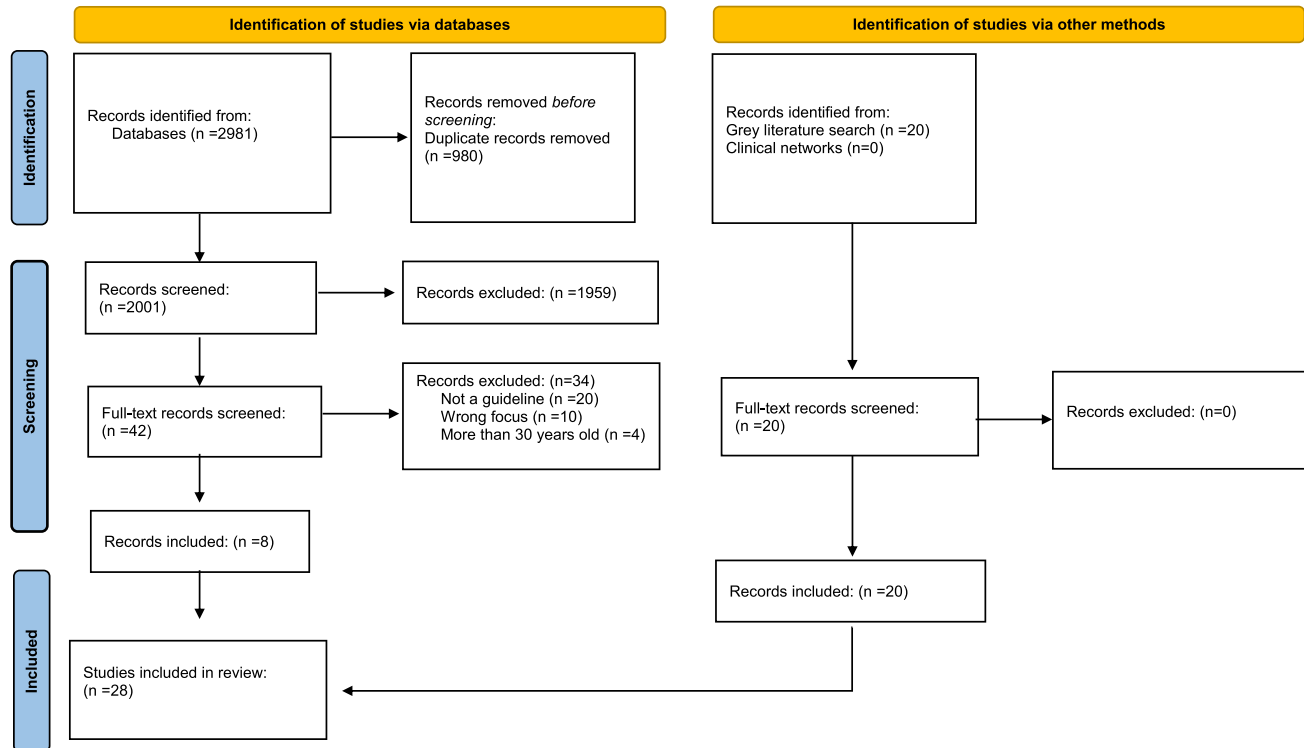 Identification of studies via databases
Identification of studies via other methods
Identification
Records identified from:
Databases (n =2981)
Records removed before
screening:
Duplicate records removed
(n =980)
Records identified from:
Grey literature search (n =20)
Clinical networks (n=0)
Screening
Records screened:
(n =2001)
Records excluded: (n =1959)
Full-text records screened:
(n =42)
Records excluded: (n=34)
Not a guideline (n =20)
Wrong focus (n =10)
More than 30 years old (n =4)
Full-text records screened:
(n =20)
Records excluded: (n=0)
Records included: (n =8)
Records included: (n =20)
Included
Studies included in review:
(n =28)